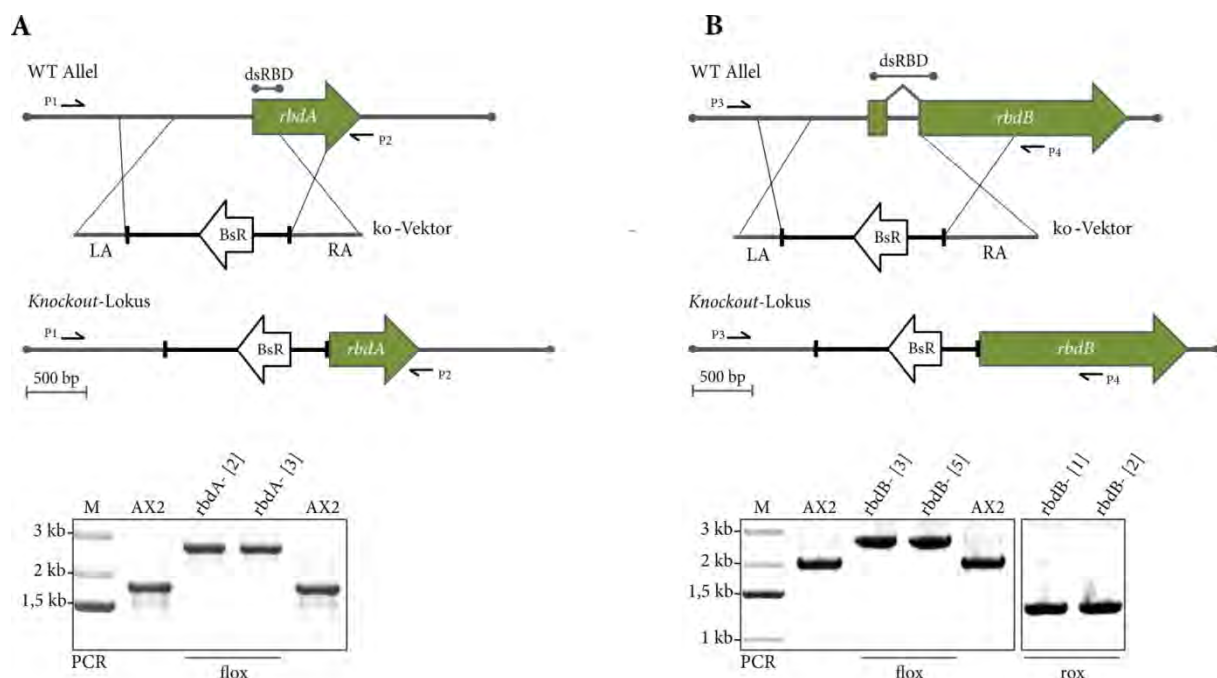 A
WT Allel
dsRBD
P1
rbdA
P2
BsR
LA
RA
ko -Vektor
Knockout-Lokus
P1
BsR
rbdA
P2
500 bp
M
AX2
rbdA- [2]
rbdA- [3]
AX2
3 kb
2 kb
1,5 kb
PCR
flox
B
WT Allel
dsRBD
P3
rbdB
P4
BsR
LA
RA
ko -Vektor
Knockout-Lokus
P3
BsR
rbdB
P4
500 bp
M
AX2
rbdB- [3]
rbdB- [5]
AX2
rbdB- [1]
rbdB- [2]
3 kb
2 kb
1,5 kb
1 kb
PCR
flox
rox